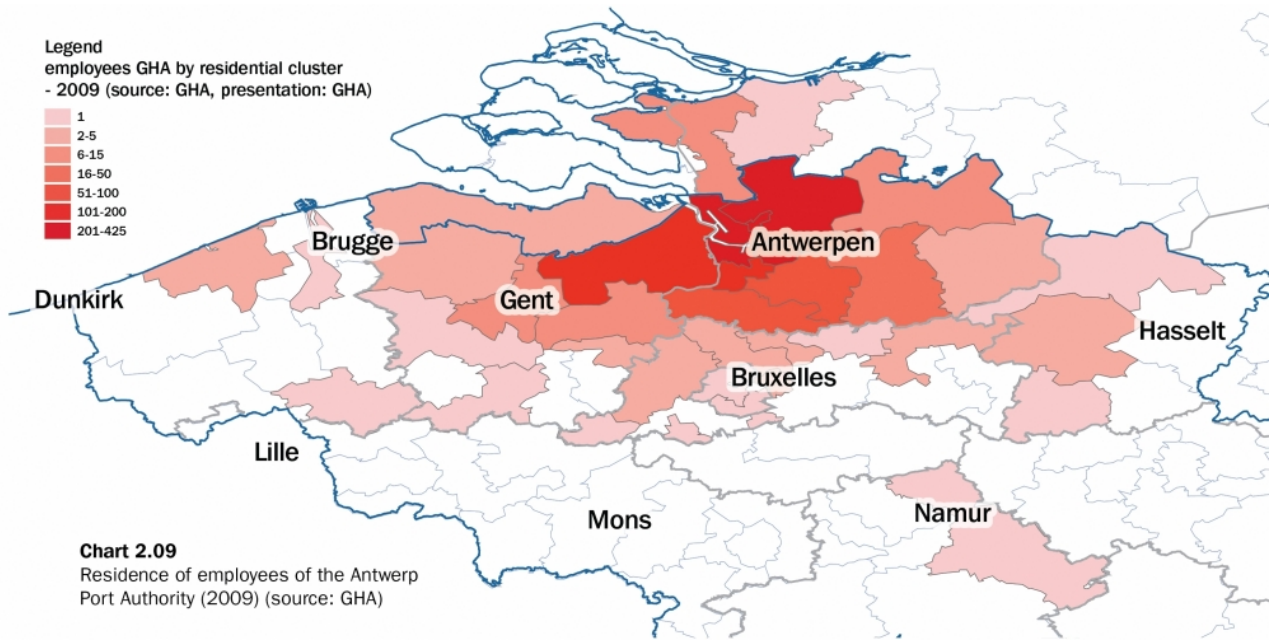 Legend
employees GHA by residential cluster
- 2009 (source: GHA, presentation: GHA)
1
2-5
6-15
16-50
51-100
101-200
201-425
Brugge
Antwerpen
Dunkirk
Gent
Hasselt
Bruxelles
Lille
Mons
Namur
Chart 2.09
Residence of employees of the Antwerp
Port Authority (2009) (source: GHA)